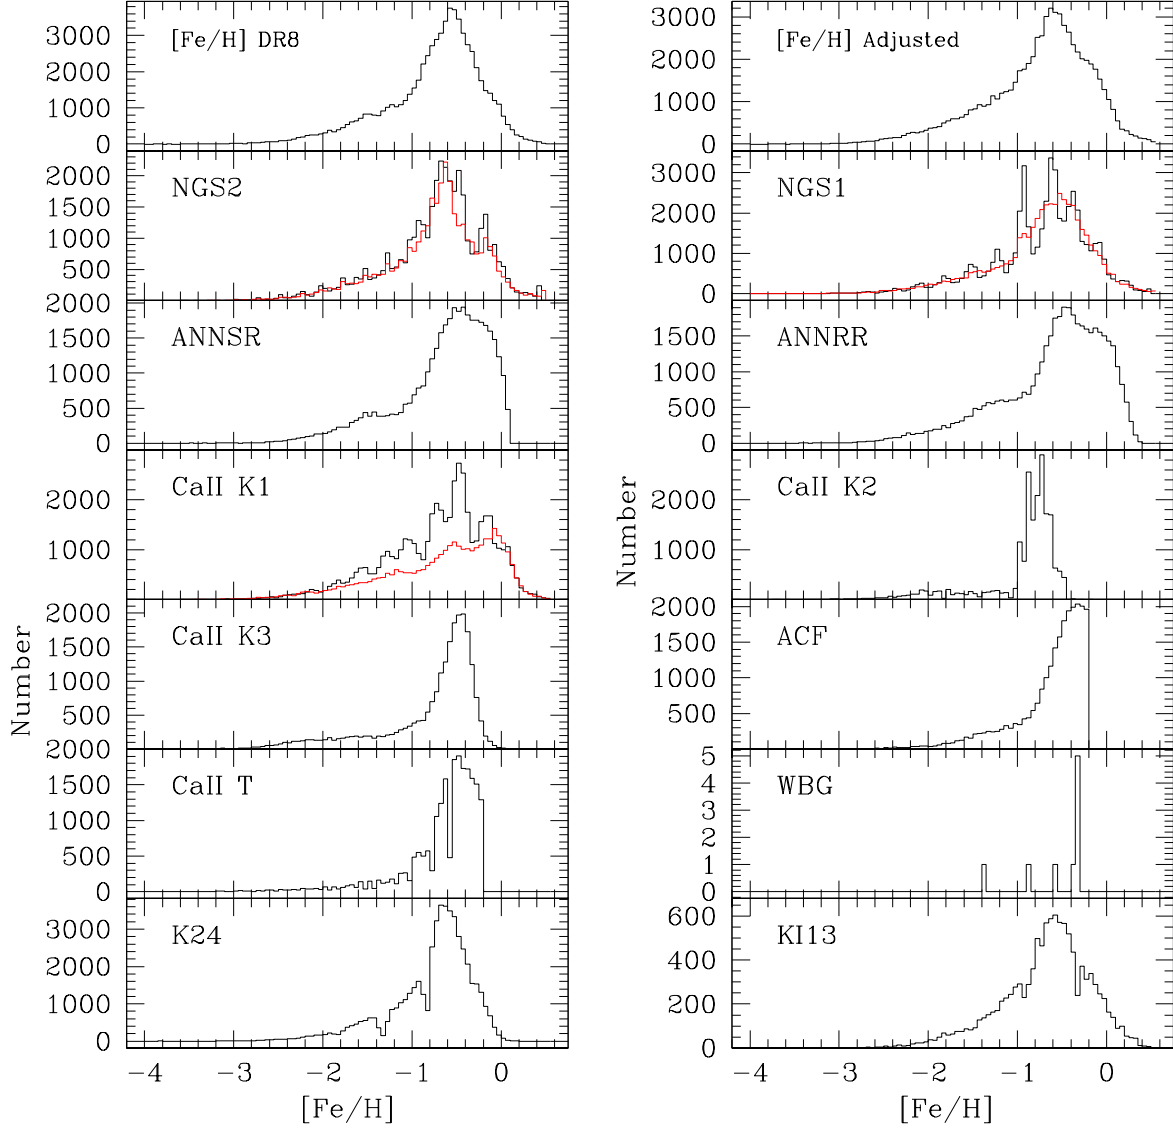 [Fe/H] DR8
3000
2000
1000
0
NGS2
2000
1500
1000
500
2000
ANNSR
1500
1000
500
0
CaII K1
2000
1000
2000
CaII K3
1500
1000
500
2000
CaII T
1500
1000
500
0
K24
3000
2000
1000
0
−4 −3 −2 −1 0
[Fe/H]
Number
[Fe/H] Adjusted
3000
2000
1000
0
NGS1
3000
2000
1000
0
ANNRR
1500
1000
500
0
CaII K2
2000
1000
2000
ACF
1500
1000
500
WBG
5
4
3
2
1
0
KI13
600
400
200
0
−4 −3 −2 −1 0
[Fe/H]
Number